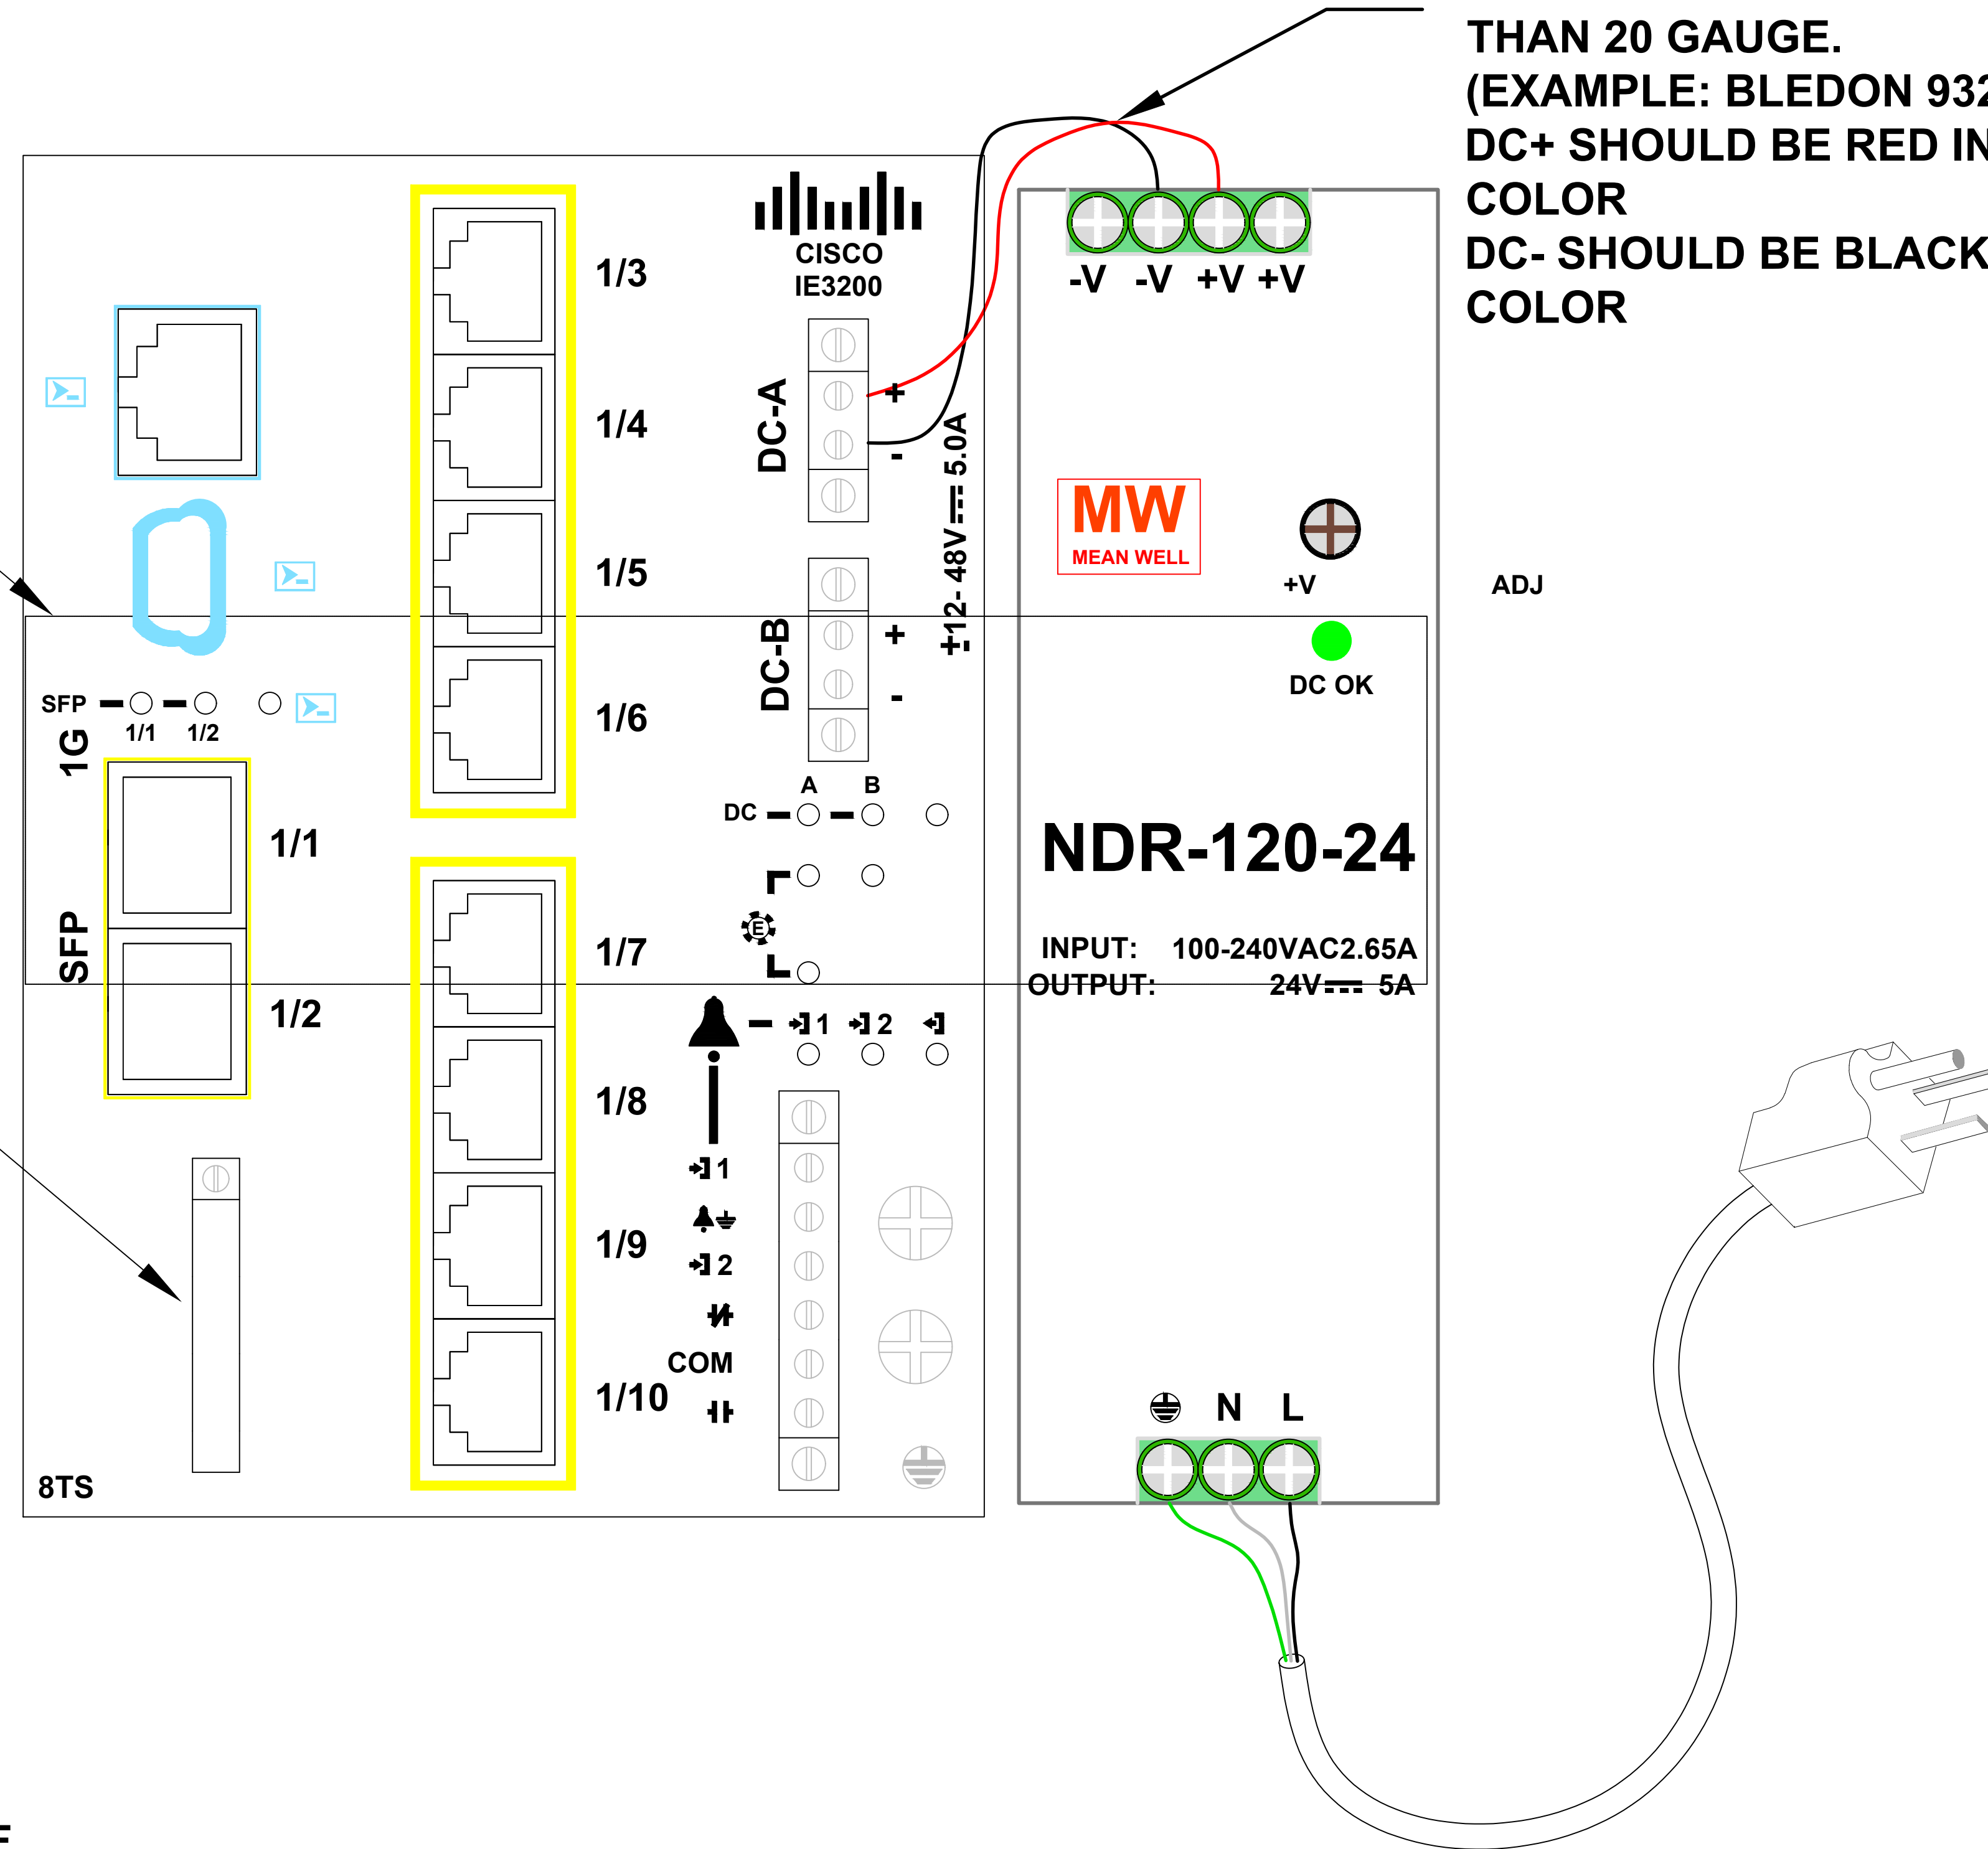 THAN 20 GAUGE.
(EXAMPLE: BLEDON 932
DC+ SHOULD BE RED IN
COLOR
DC- SHOULD BE BLACK
COLOR
CISCO
IE3200
1/3
1/4
1/5
1/6
DC-A
+
-
DC-B
+
-
±12- 48V 5.0A
-V -V +V +V
MW
MEAN WELL
+V ADJ
DC OK
SFP
1/1 1/2
1G
SFP
1/1
1/2
A B
DC
E
NDR-120-24
INPUT: 100-240VAC2.65A
OUTPUT: 24V 5A
1/7
1/8
1/9
1/10
1 2
1
2
COM
N L
8TS